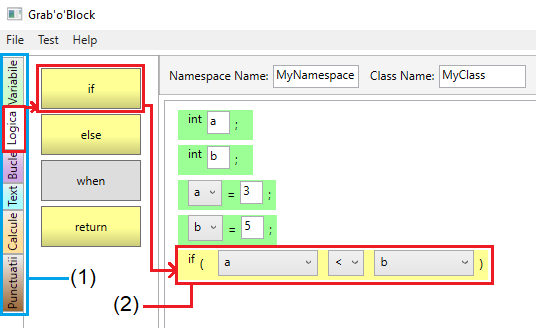 Grab'o'Block
File Test Help
Variabile
Logica
Bucle
Text
Calcule
Punctuatii
if
else
when
return
(1)
Namespace Name: MyNamespace Class Name: MyClass
int a ;
int b ;
a = 3 ;
b = 5 ;
if ( a < b )
(2)